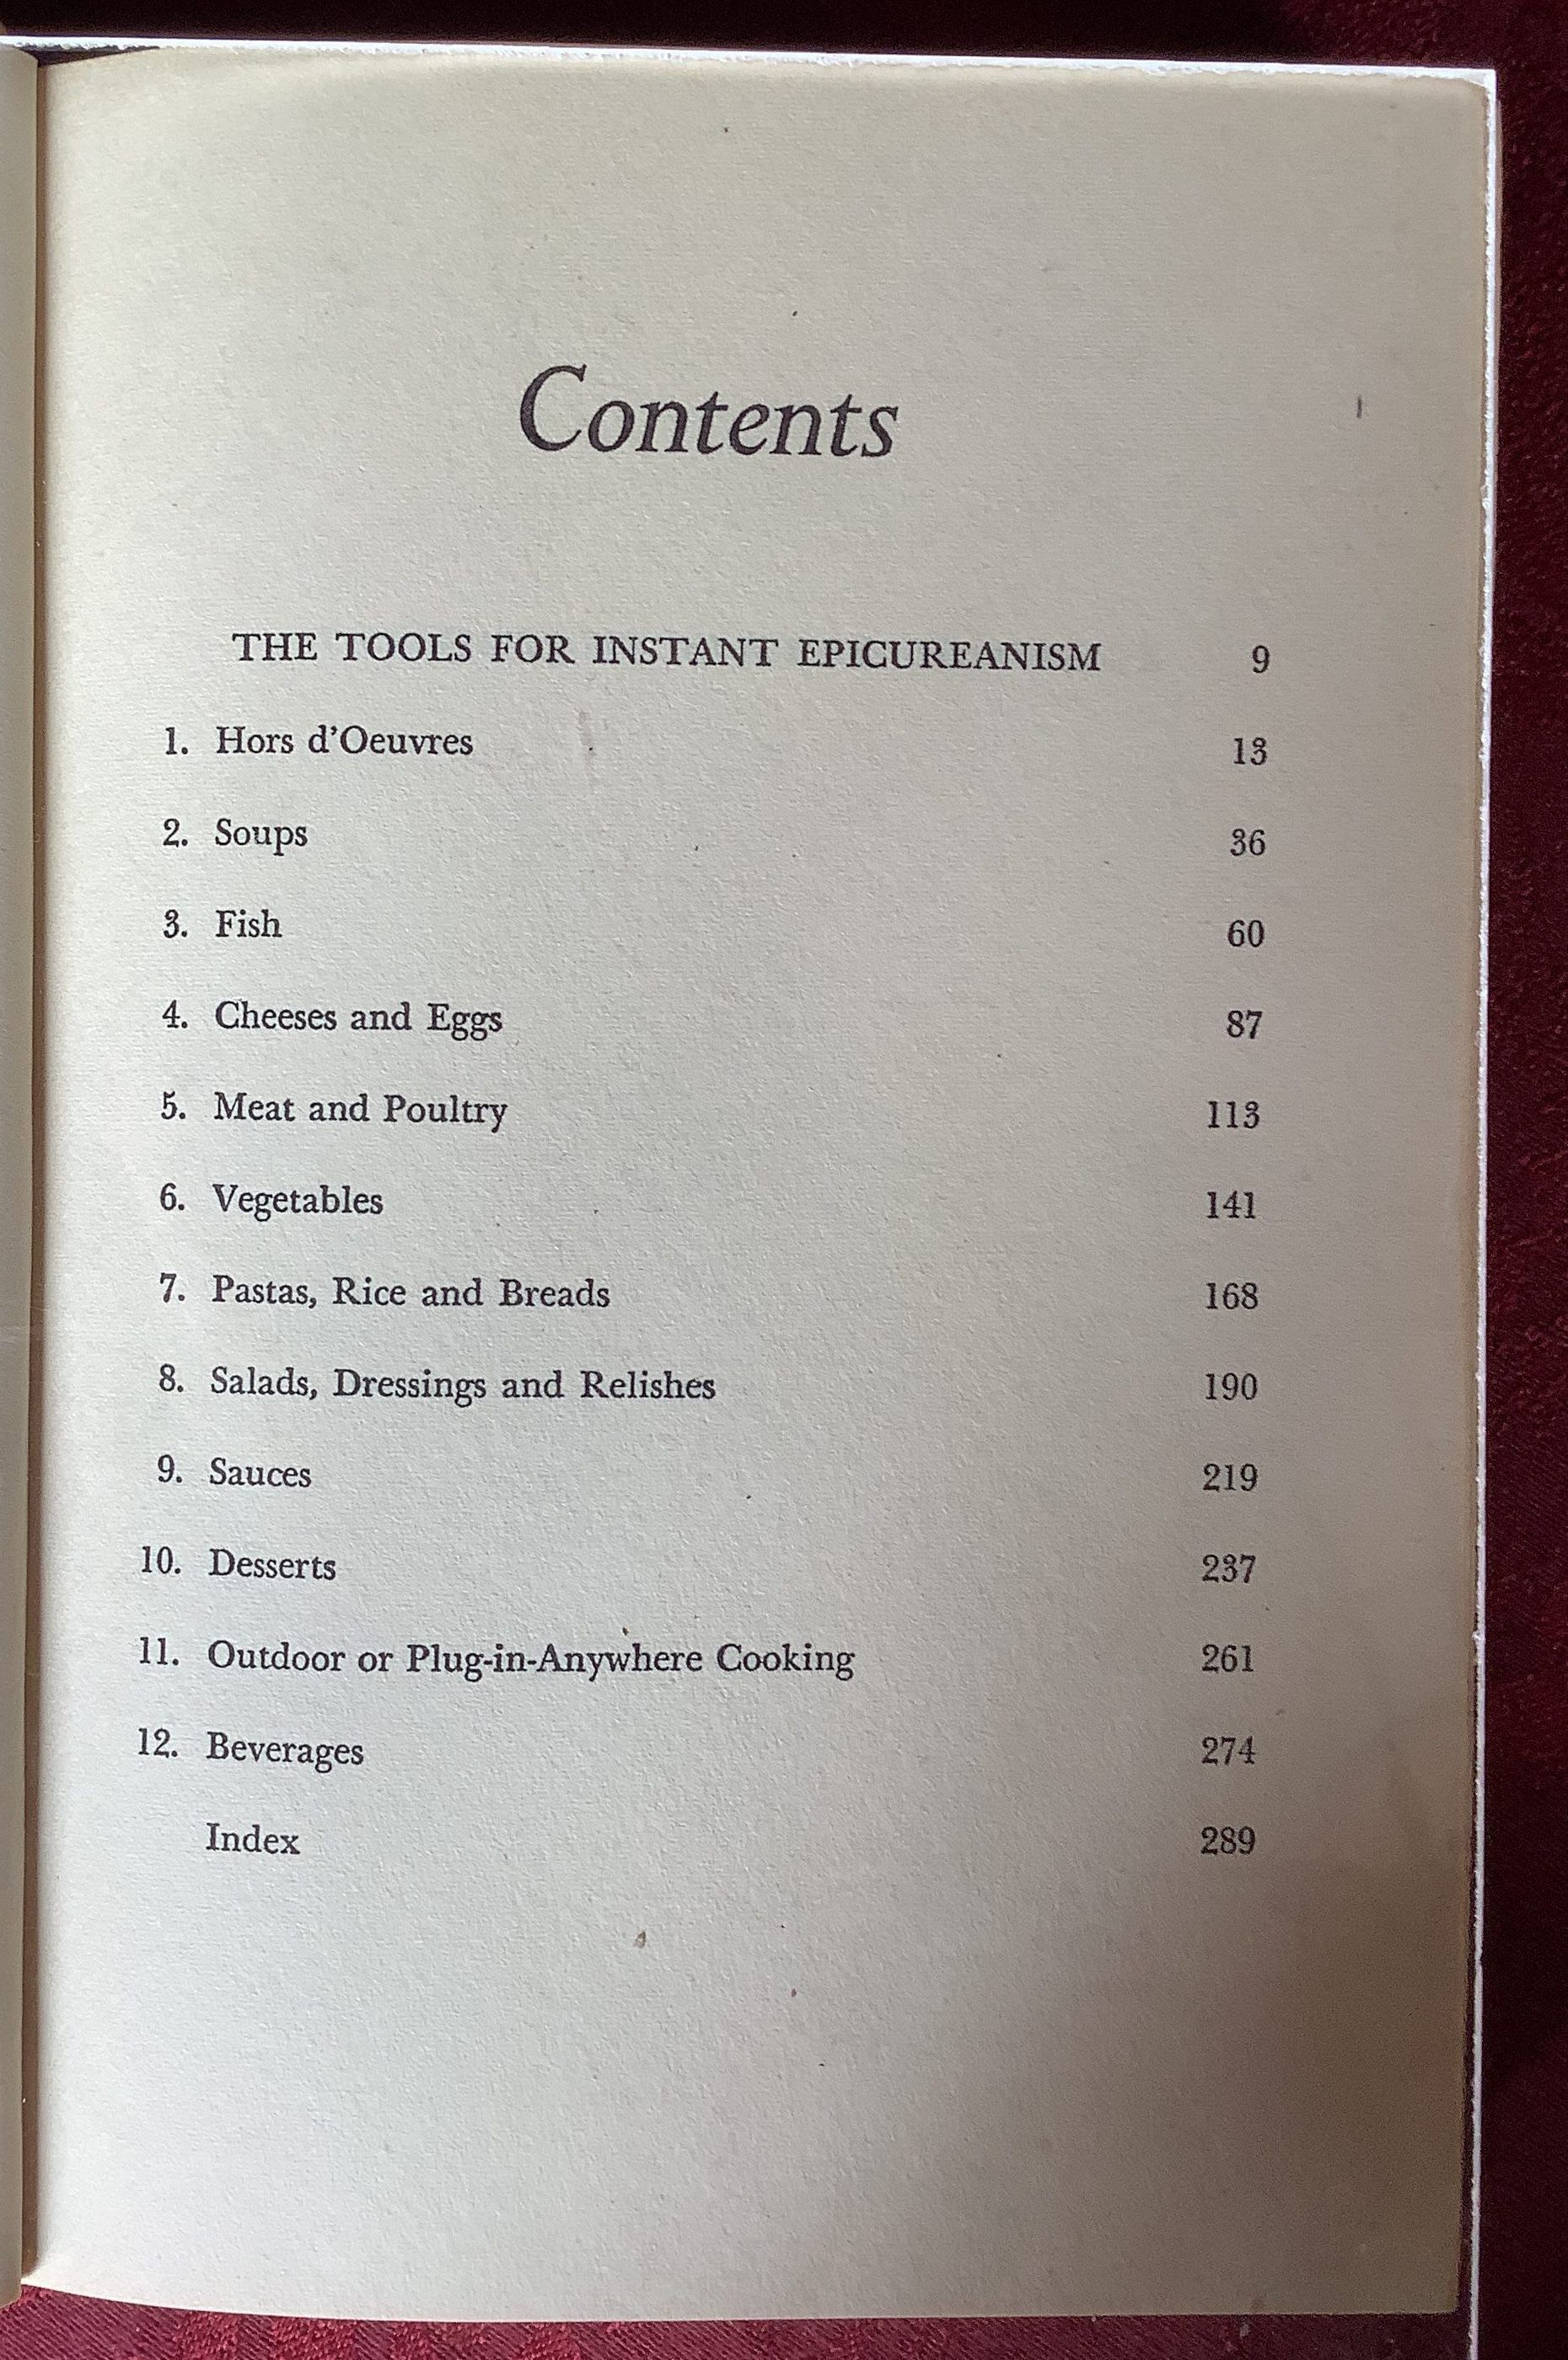 Contents
THE TOOLS FOR INSTANT EPICUREANISM 9
1. Hors d'Oeuvres 13
2. Soups 36
3. Fish 60
4. Cheeses and Eggs 87
5. Meat and Poultry 113
6. Vegetables 141
7. Pastas, Rice and Breads 168
8. Salads, Dressings and Relishes 190
9. Sauces 219
10. Desserts 237
11. Outdoor or Plug-in-Anywhere Cooking 261
12. Beverages 274
Index 289